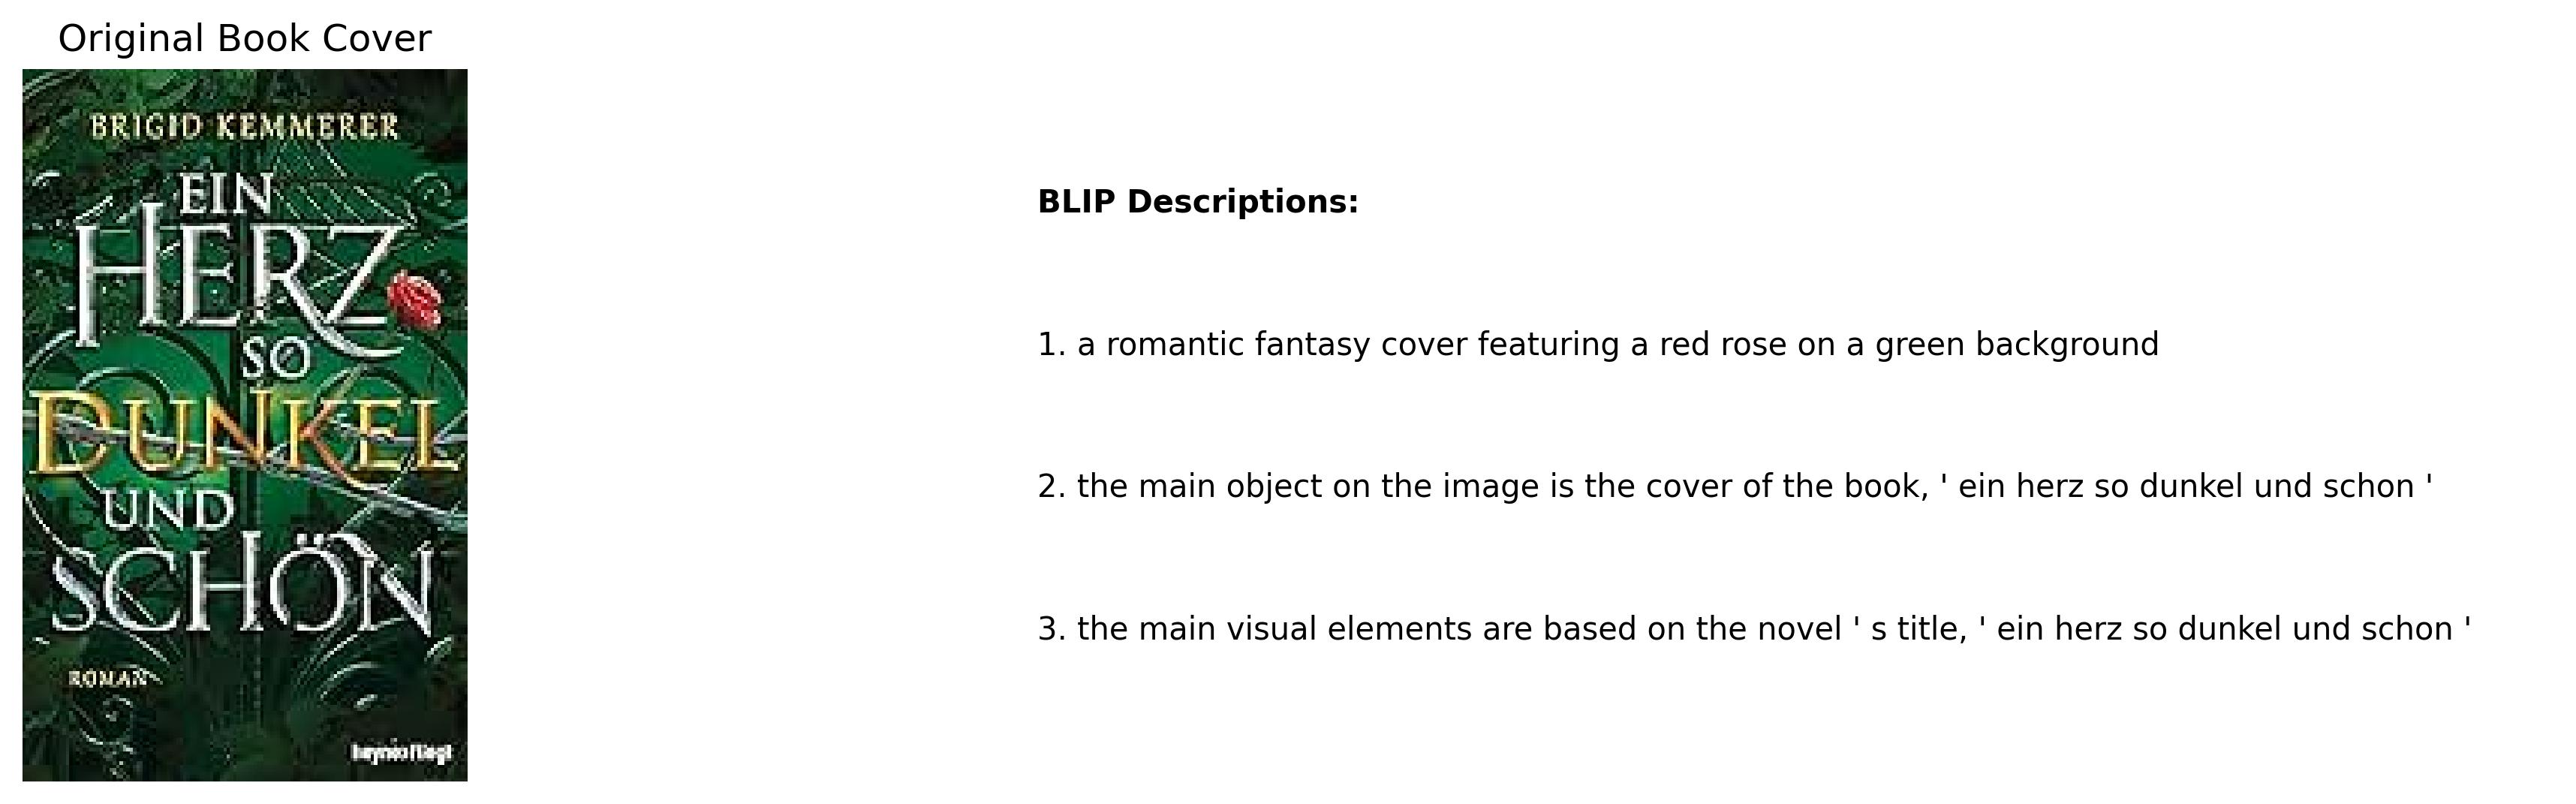 Original Book Cover
BRIGID KEMMERER
EIN
HERZ
SO
DUNKEL
UND
SCHÖN
ROMAN
heyne›fliegt
BLIP Descriptions:
1. a romantic fantasy cover featuring a red rose on a green background
2. the main object on the image is the cover of the book, ' ein herz so dunkel und schon '
3. the main visual elements are based on the novel ' s title, ' ein herz so dunkel und schon '